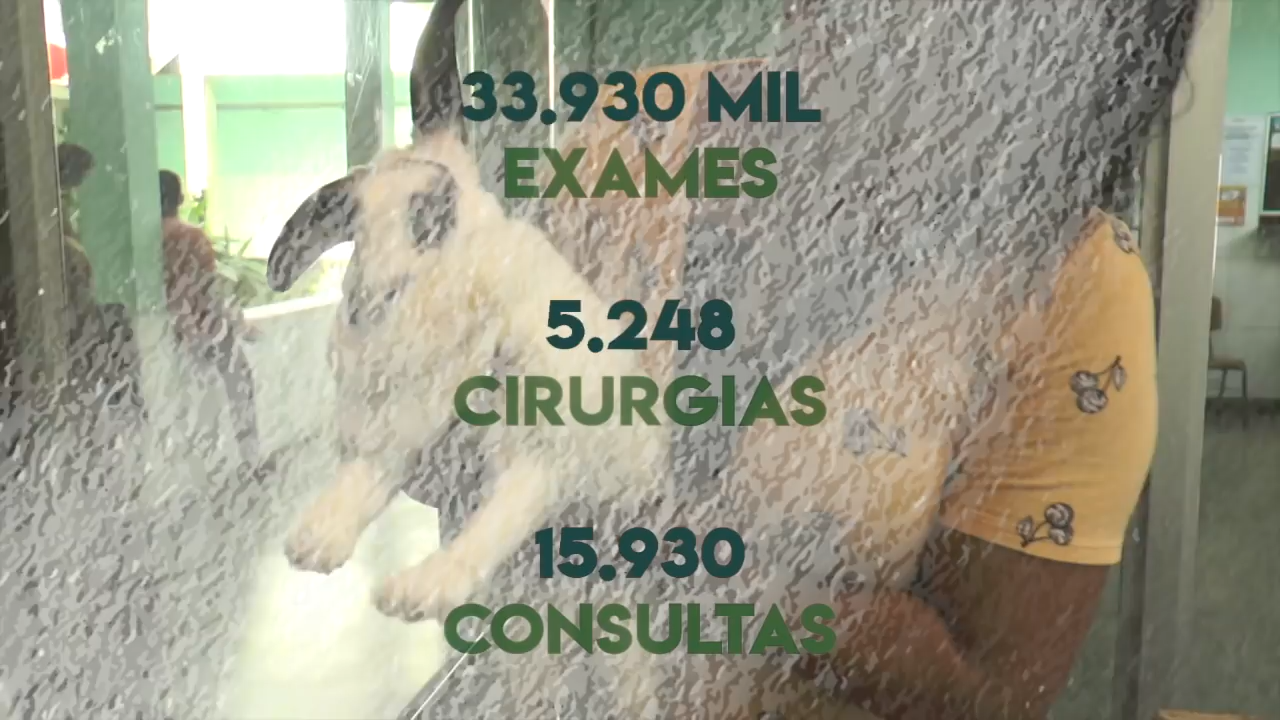 33.930 MIL
EXAMES
5.248
CIRURGIAS
15.930
CONSULTAS